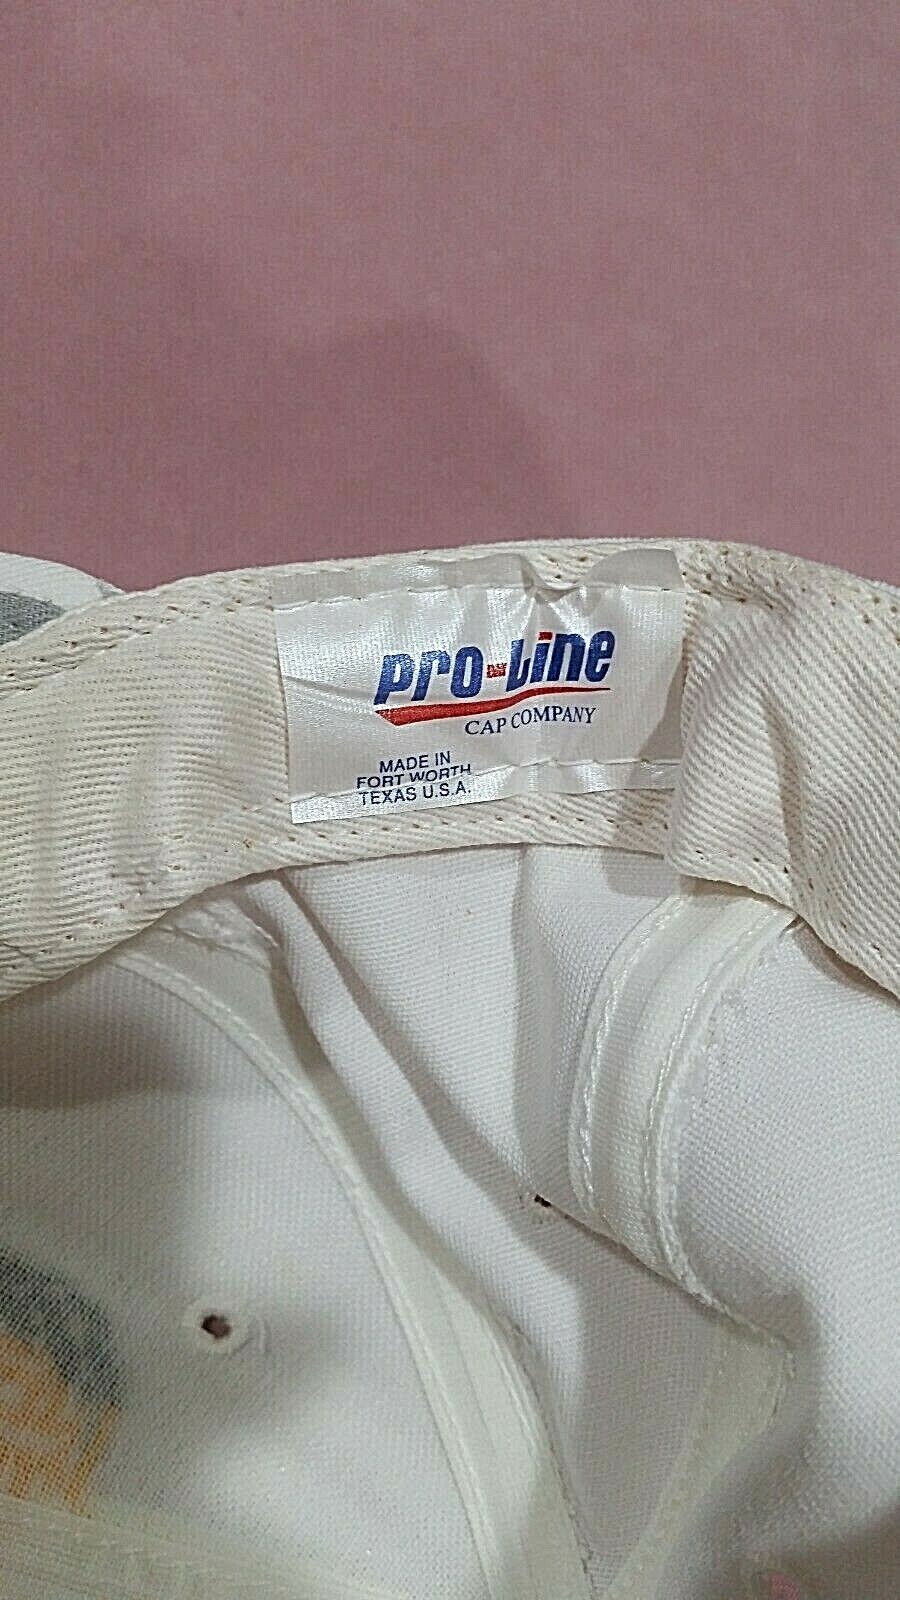 Pro-Line
CAP COMPANY
MADE IN
FORT WORTH
TEXAS U.S.A.